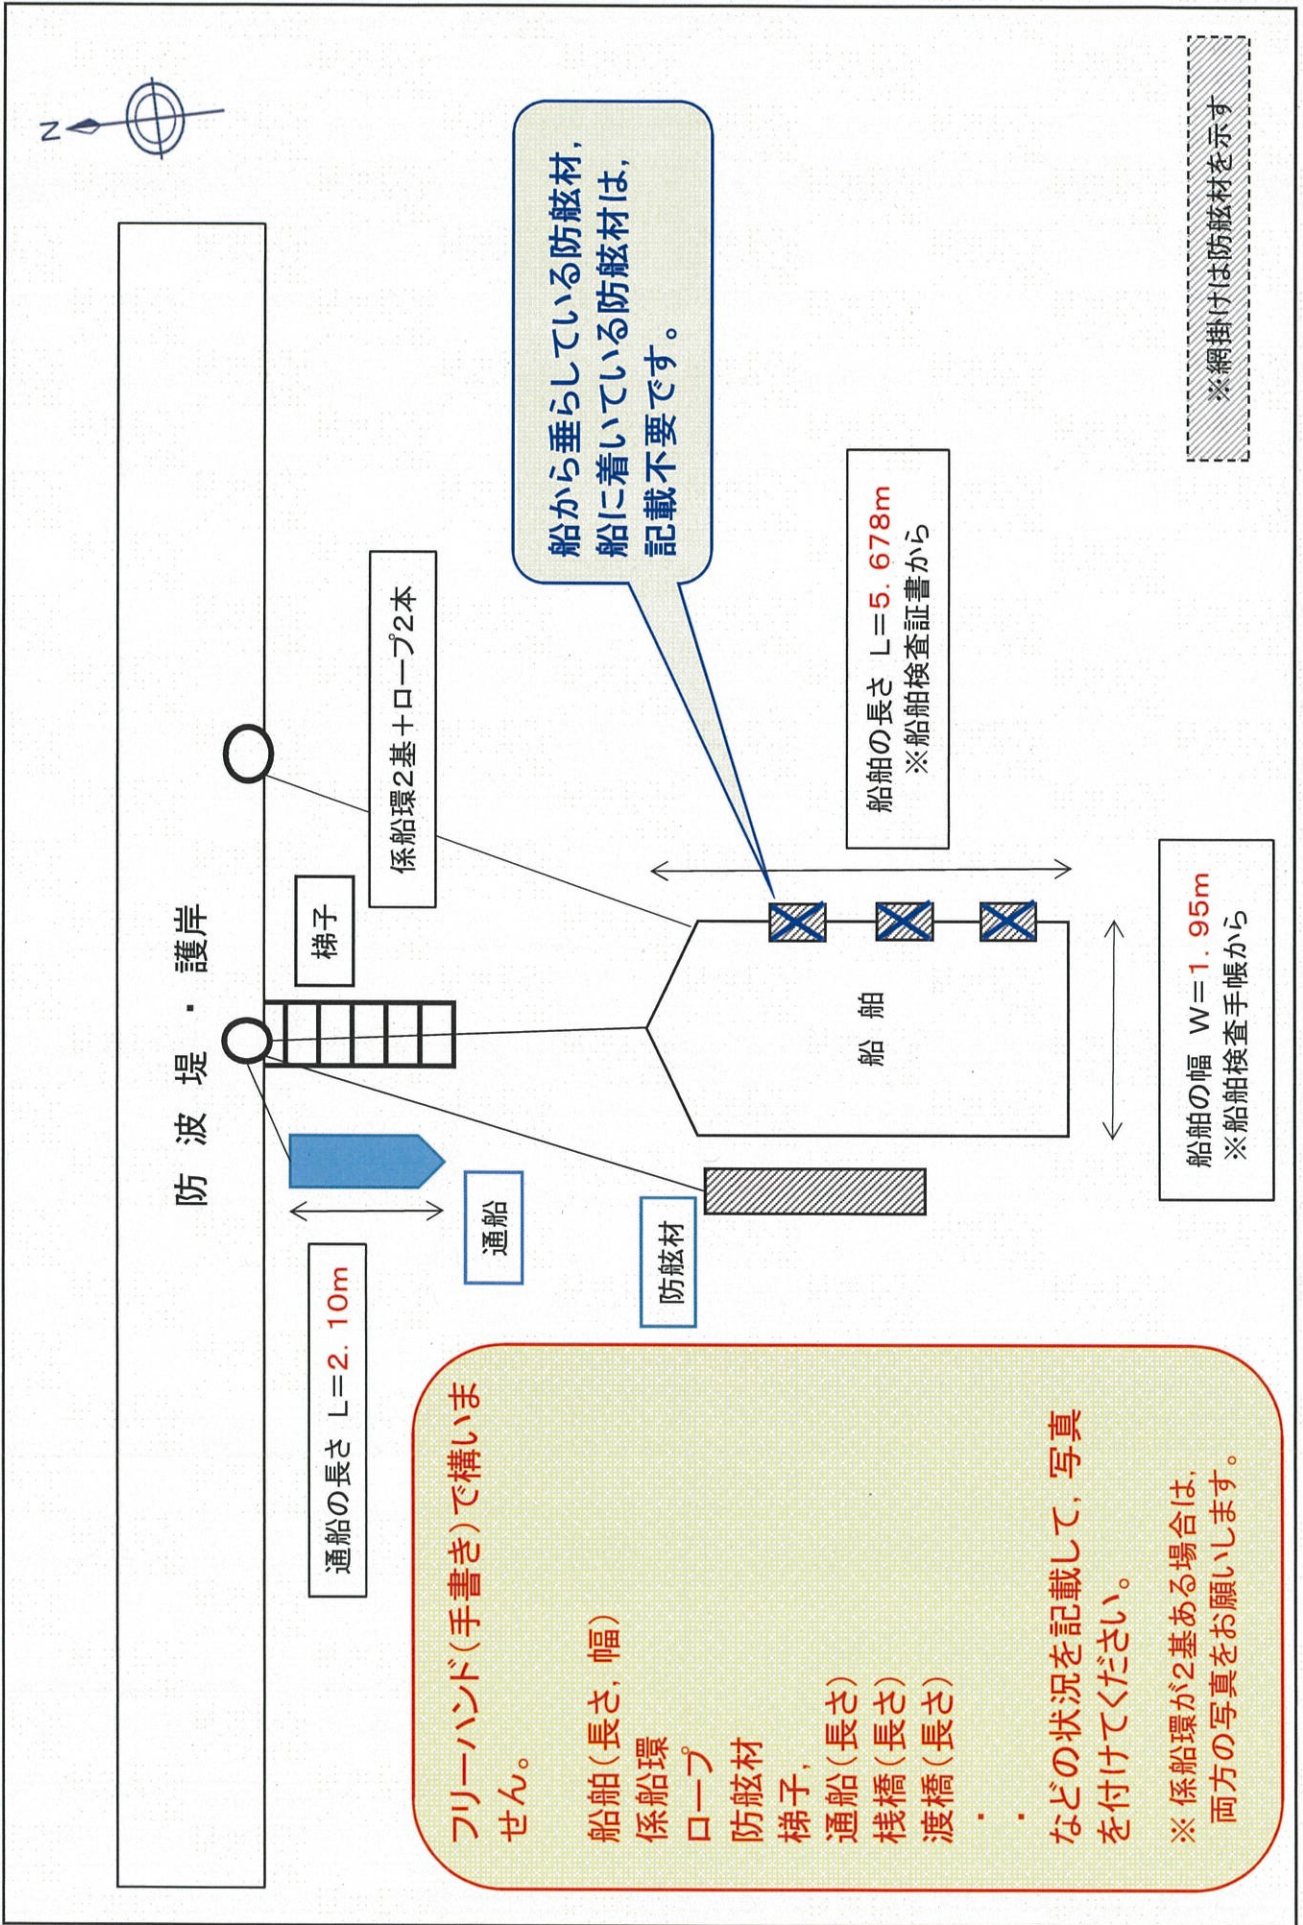 N
防波堤・護岸
梯子
係船環2基＋ロープ2本
通船の長さ L=2. 10m
通船
防舷材
船舶
船から垂らしている防舷材,
船に着いている防舷材は,
記載不要です。
船舶の長さ L=5. 678m
※船舶検査証書から
船舶の幅 W=1. 95m
※船舶検査手帳から
フリーハンド(手書き)で構いま
せん。
船舶(長さ, 幅)
係船環
ロープ
防舷材
梯子,
通船(長さ)
桟橋(長さ)
渡橋(長さ)
・
・
などの状況を記載して, 写真
を付けてください。
※係船環が2基ある場合は,
両方の写真をお願いします。
※網掛けは防舷材を示す